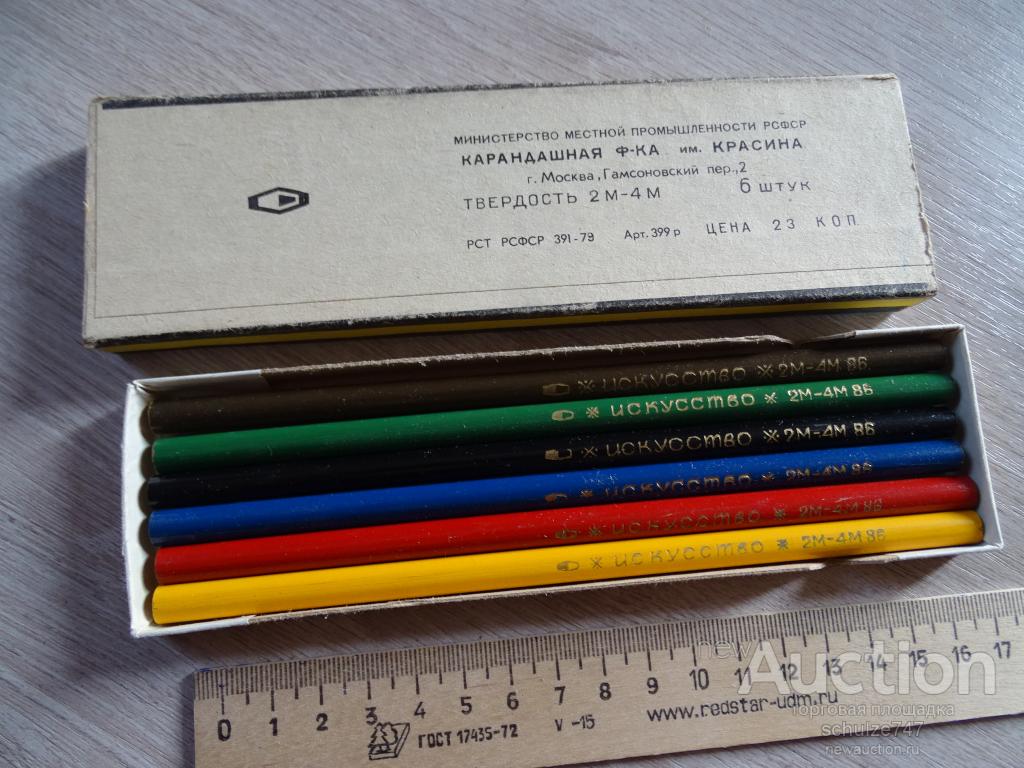 МИНИСТЕРСТВО МЕСТНОЙ ПРОМЫШЛЕННОСТИ РСФСР
КАРАНДАШНАЯ Ф-КА им. КРАСИНА
г. Москва, Гамсоновский пер.,2
ТВЕРДОСТЬ 2М-4М 6 ШТУК
РСТ РСФСР 391-79 Арт. 399 р ЦЕНА 23 КОП
ИСКУССТВО 2М-4М 86
ИСКУССТВО 2М-4М 86
ИСКУССТВО 2М-4М 86
ИСКУССТВО 2М-4М 86
ИСКУССТВО 2М-4М 86
ИСКУССТВО 2М-4М 86
0 1 2 3 4 5 6 7 8 9 10 11 12 13 14 15 16 17
ГОСТ 17435-72 V -15 www.redstar-udm.ru
newAuction
торговая площадка
schulze747
newauction.ru